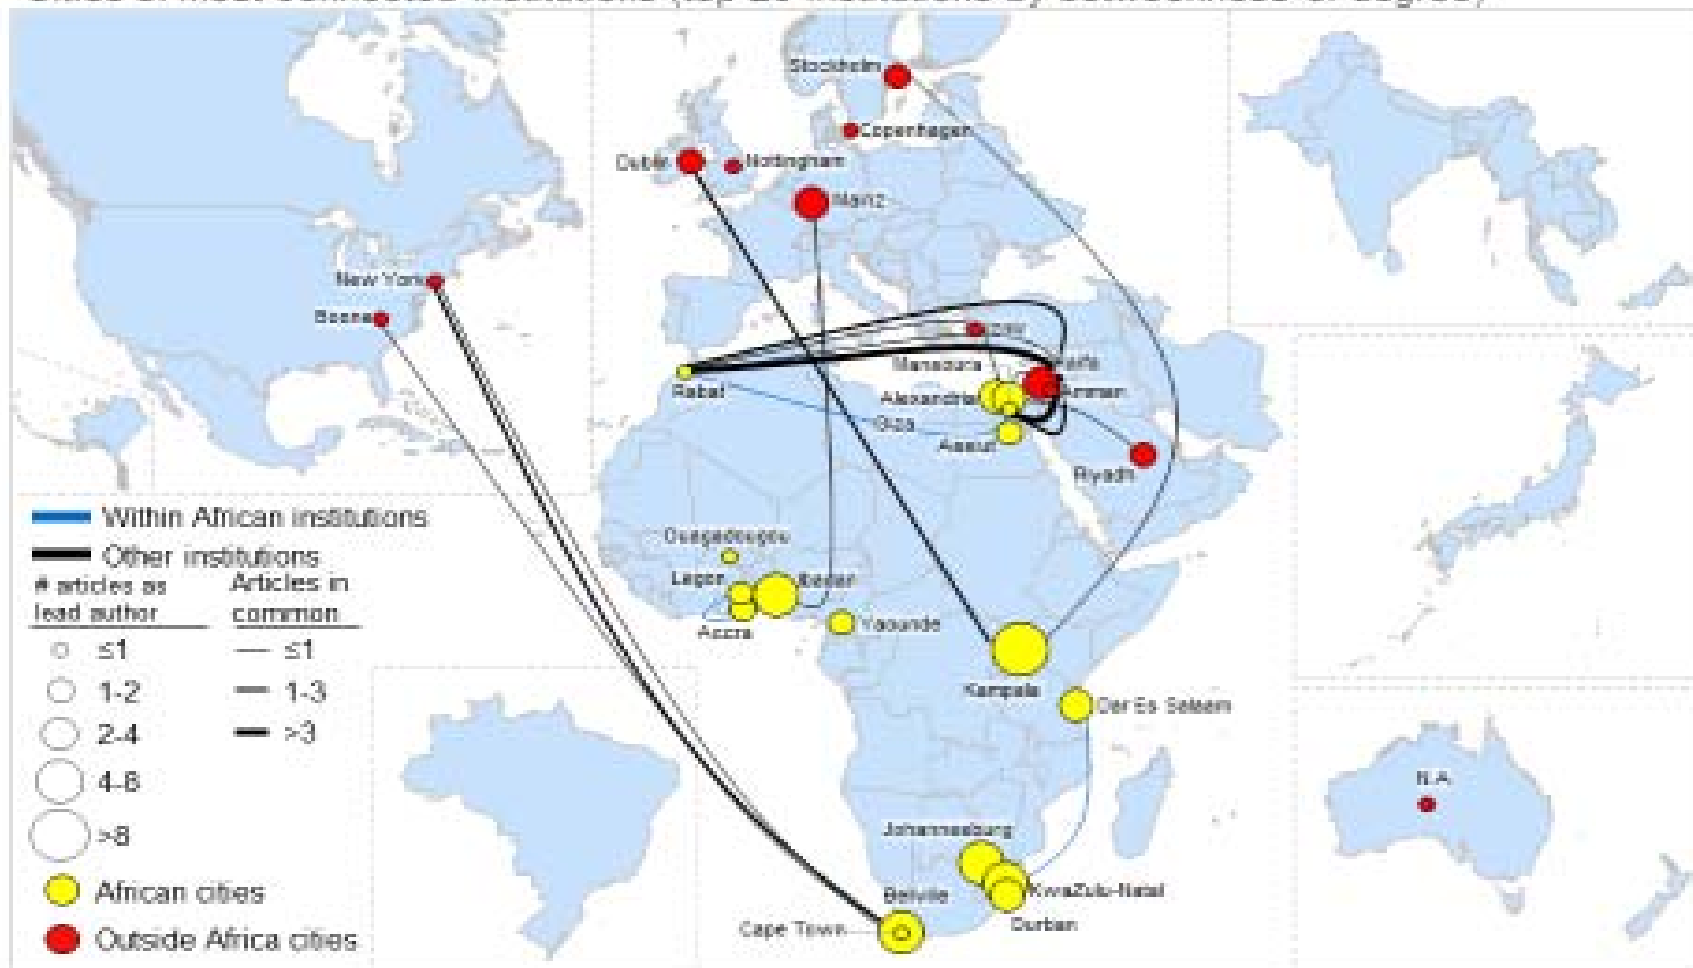 Stockholm
Copenhagen
Dublin
Nottingham
Mainz
New York
Boone
Rabat
Mansoura
Haifa
Amman
Alexandria
Giza
Assiut
Riyadh
Ouagadougou
Legon
Ibadan
Accra
Yaounde
Kampala
Dar Es Salaam
Johannesburg
KwaZulu-Natal
Durban
Belville
Cape Town
N.A.
Within African institutions
Other institutions
# articles as
lead author
≤1
1-2
2-4
4-8
>8
Articles in
common
≤1
1-3
>3
African cities
Outside Africa cities